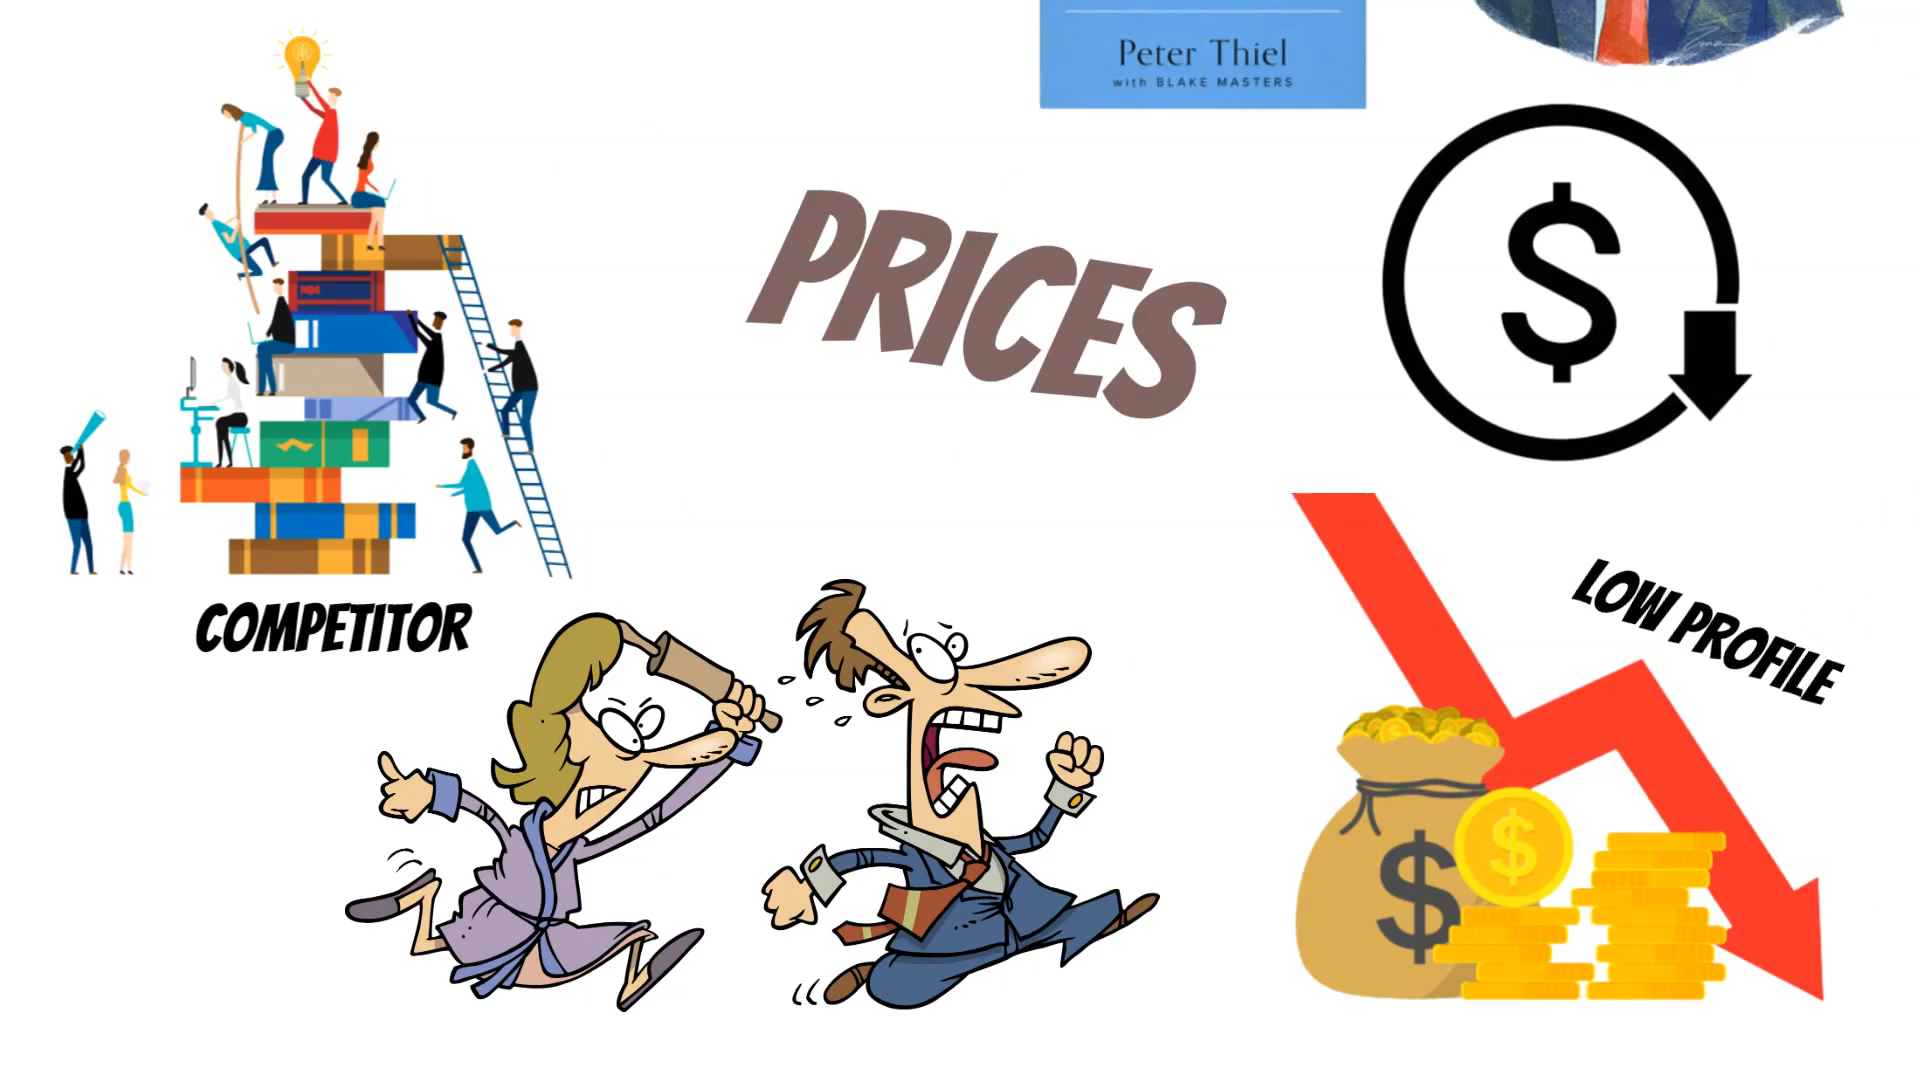 Peter Thiel
with BLAKE MASTERS
PRICES
$
LOW PROFILE
COMPETITOR
$
$